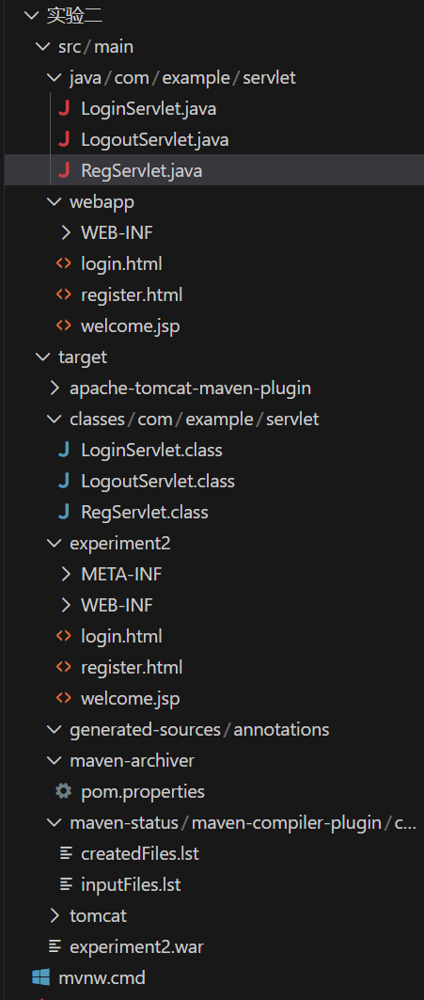 实验二
src/main
java/com/example/servlet
LoginServlet.java
LogoutServlet.java
RegServlet.java
webapp
WEB-INF
login.html
register.html
welcome.jsp
target
apache-tomcat-maven-plugin
classes/com/example/servlet
LoginServlet.class
LogoutServlet.class
RegServlet.class
experiment2
META-INF
WEB-INF
login.html
register.html
welcome.jsp
generated-sources/annotations
maven-archiver
pom.properties
maven-status/maven-compiler-plugin/c...
createdFiles.lst
inputFiles.lst
tomcat
experiment2.war
mvnw.cmd